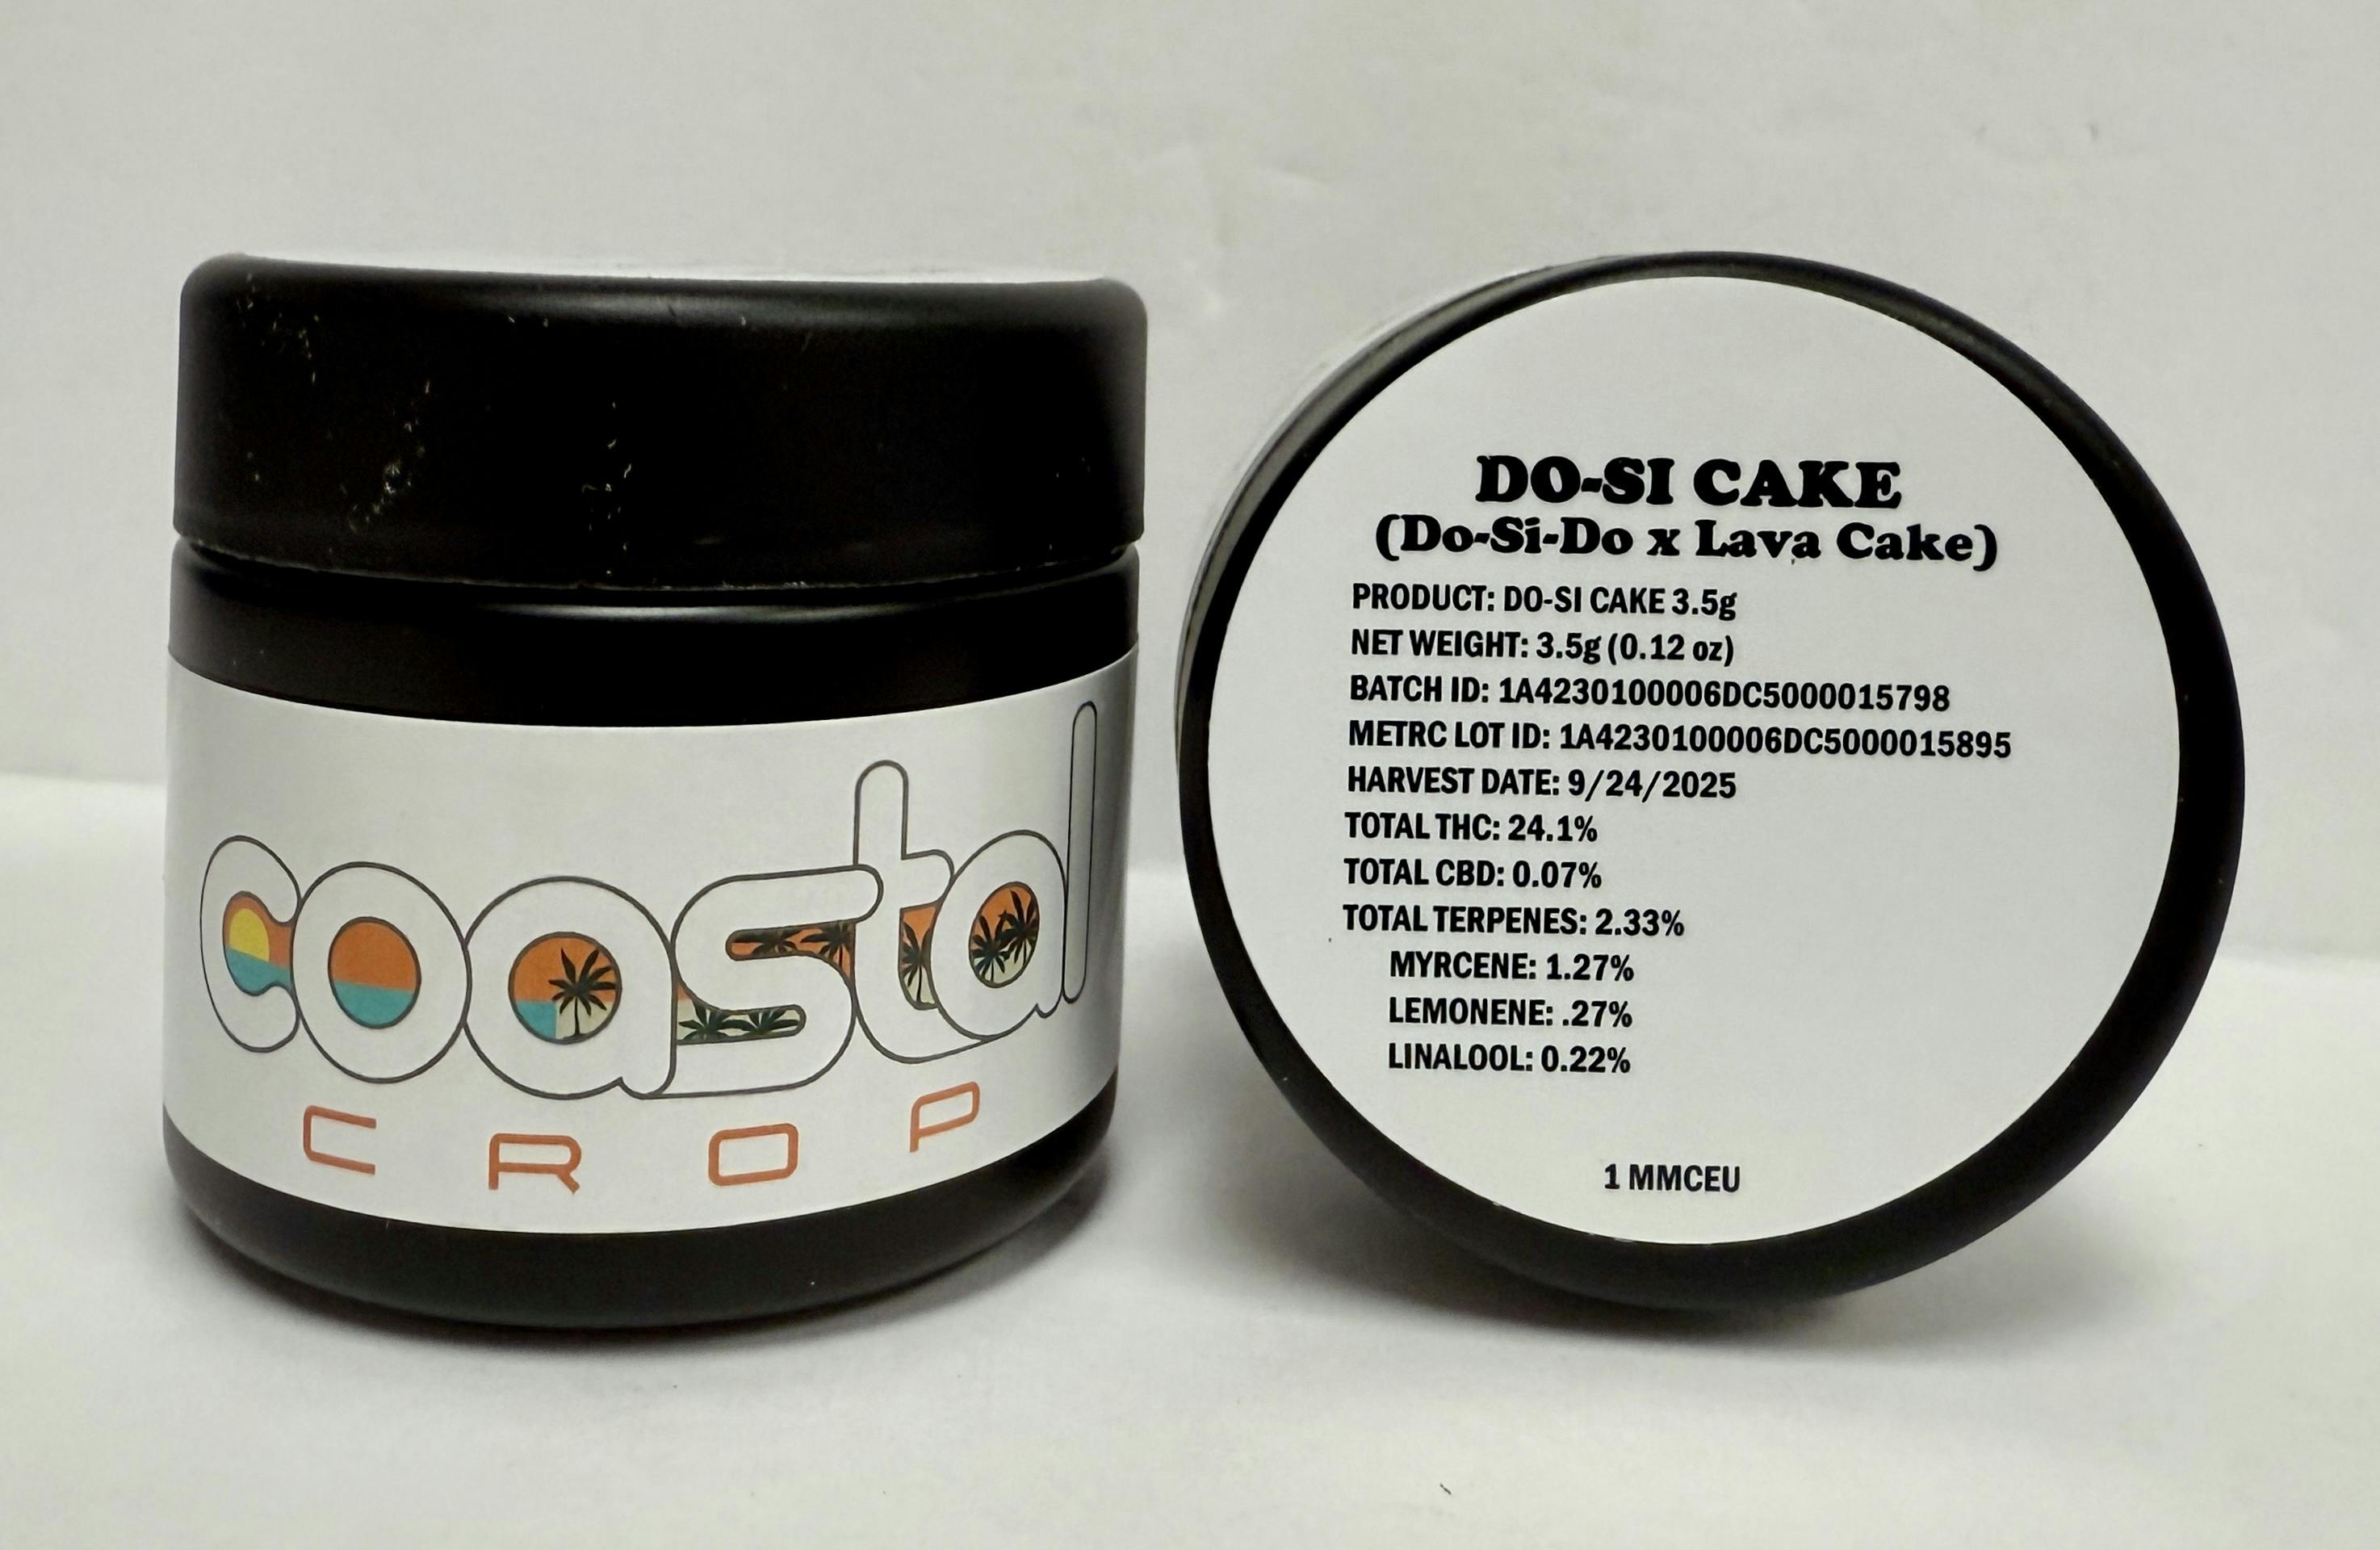 coastal
CROP
DO-SI CAKE
(Do-Si-Do x Lava Cake)
PRODUCT: DO-SI CAKE 3.5g
NET WEIGHT: 3.5g (0.12 oz)
BATCH ID: 1A4230100006DC5000015798
METRC LOT ID: 1A4230100006DC5000015895
HARVEST DATE: 9/24/2025
TOTAL THC: 24.1%
TOTAL CBD: 0.07%
TOTAL TERPENES: 2.33%
MYRCENE: 1.27%
LEMONENE: .27%
LINALOOL: 0.22%
1 MMCEU